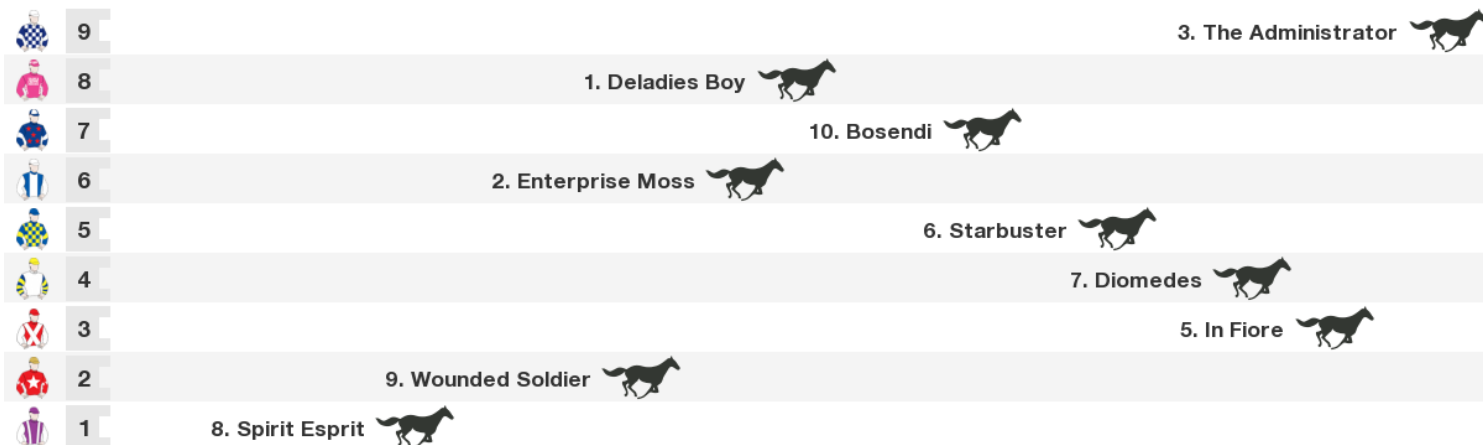 9 3. The Administrator
8 1. Deladies Boy
7 10. Bosendi
6 2. Enterprise Moss
5 6. Starbuster
4 7. Diomedes
3 5. In Fiore
2 9. Wounded Soldier
1 8. Spirit Esprit